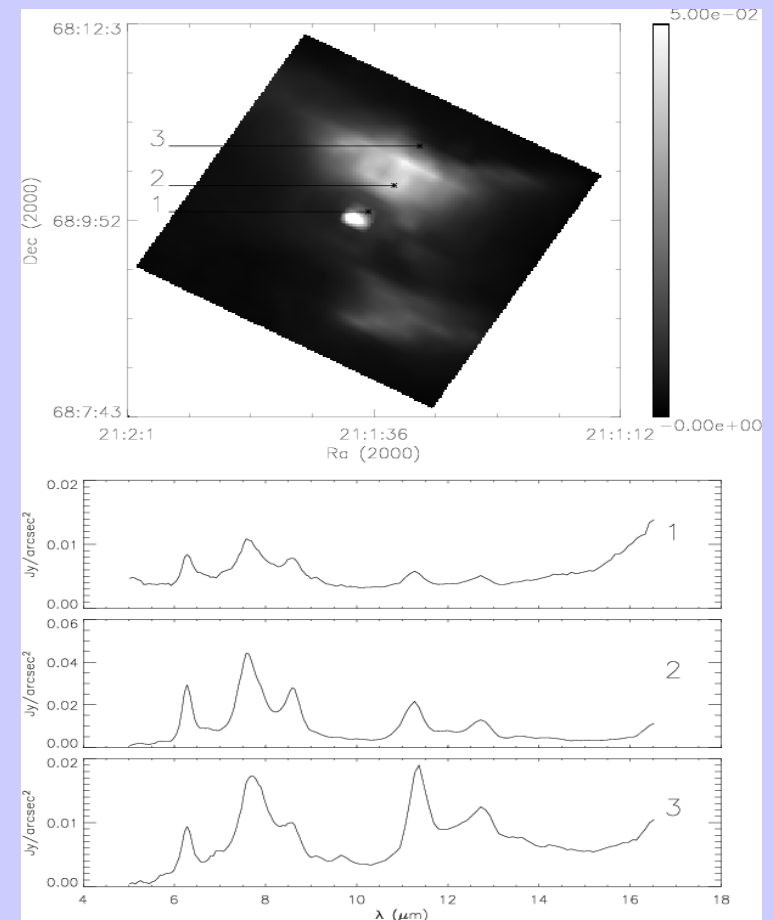 5.00e-02
68:12:3
3
2
1
68:9:52
Dec (2000)
68:7:43
-0.00e+00
21:2:1 21:1:36 21:1:12
Ra (2000)
0.02
0.01
0.00
Jy/arcsec²
1
0.06
0.04
0.02
0.00
Jy/arcsec²
2
0.02
0.01
0.00
Jy/arcsec²
3
4 6 8 10 12 14 16 18
λ (μm)